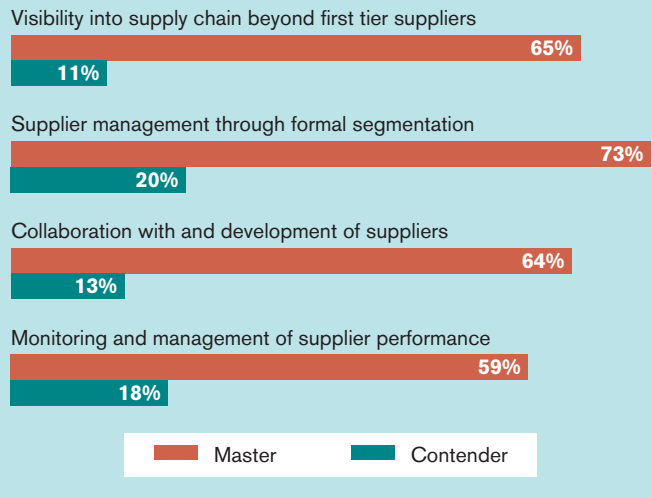 Visibility into supply chain beyond first tier suppliers
65%
11%
Supplier management through formal segmentation
73%
20%
Collaboration with and development of suppliers
64%
13%
Monitoring and management of supplier performance
59%
18%
Master Contender